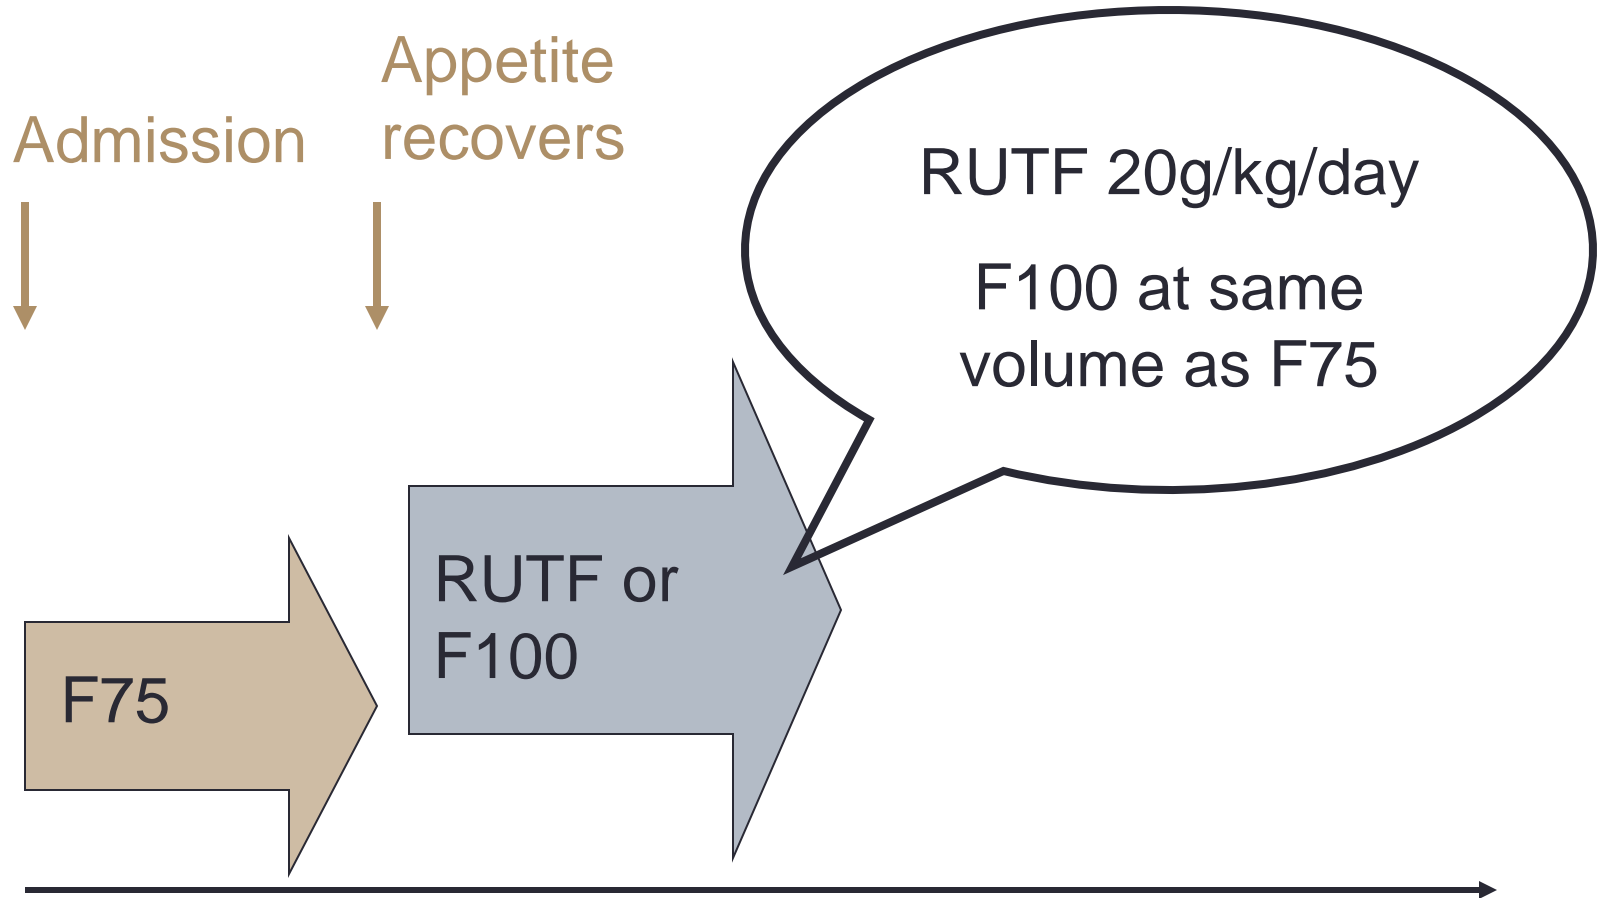 Admission
Appetite
recovers
RUTF 20g/kg/day
F100 at same
volume as F75
RUTF or
F100
F75